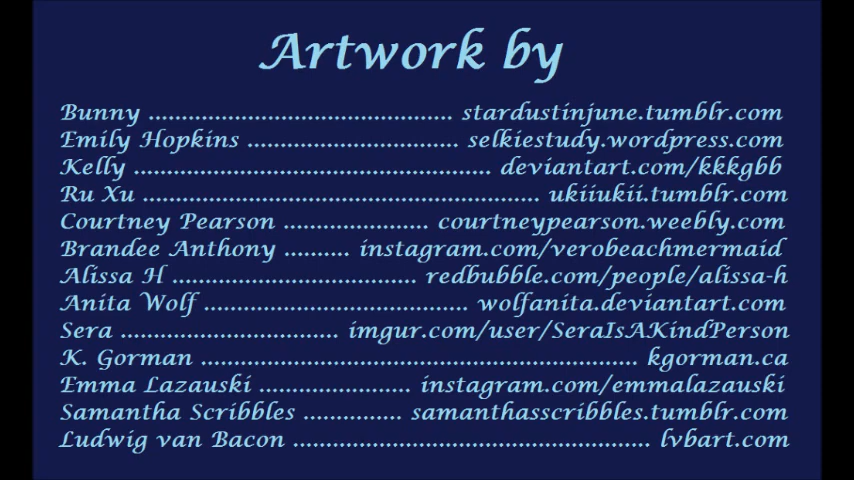 Artwork by
Bunny .............................................. stardustinjune.tumblr.com
Emily Hopkins ................................ selkiestudy.wordpress.com
Kelly ...................................................... deviantart.com/kkkgbb
Ru Xu ............................................................ ukiiukii.tumblr.com
Courtney Pearson ...................... courtneypearson.weebly.com
Brandee Anthony .......... instagram.com/verobeachmermaid
Alissa H ..................................... redbubble.com/people/alissa-h
Anita Wolf ........................................ wolfanita.deviantart.com
Sera ................................. imgur.com/user/SeraIsAKindPerson
K. Gorman .................................................................. kgorman.ca
Emma Lazauski ....................... instagram.com/emmalazauski
Samantha Scribbles ............... samanthasscribbles.tumblr.com
Ludwig van Bacon ...................................................... lvbart.com